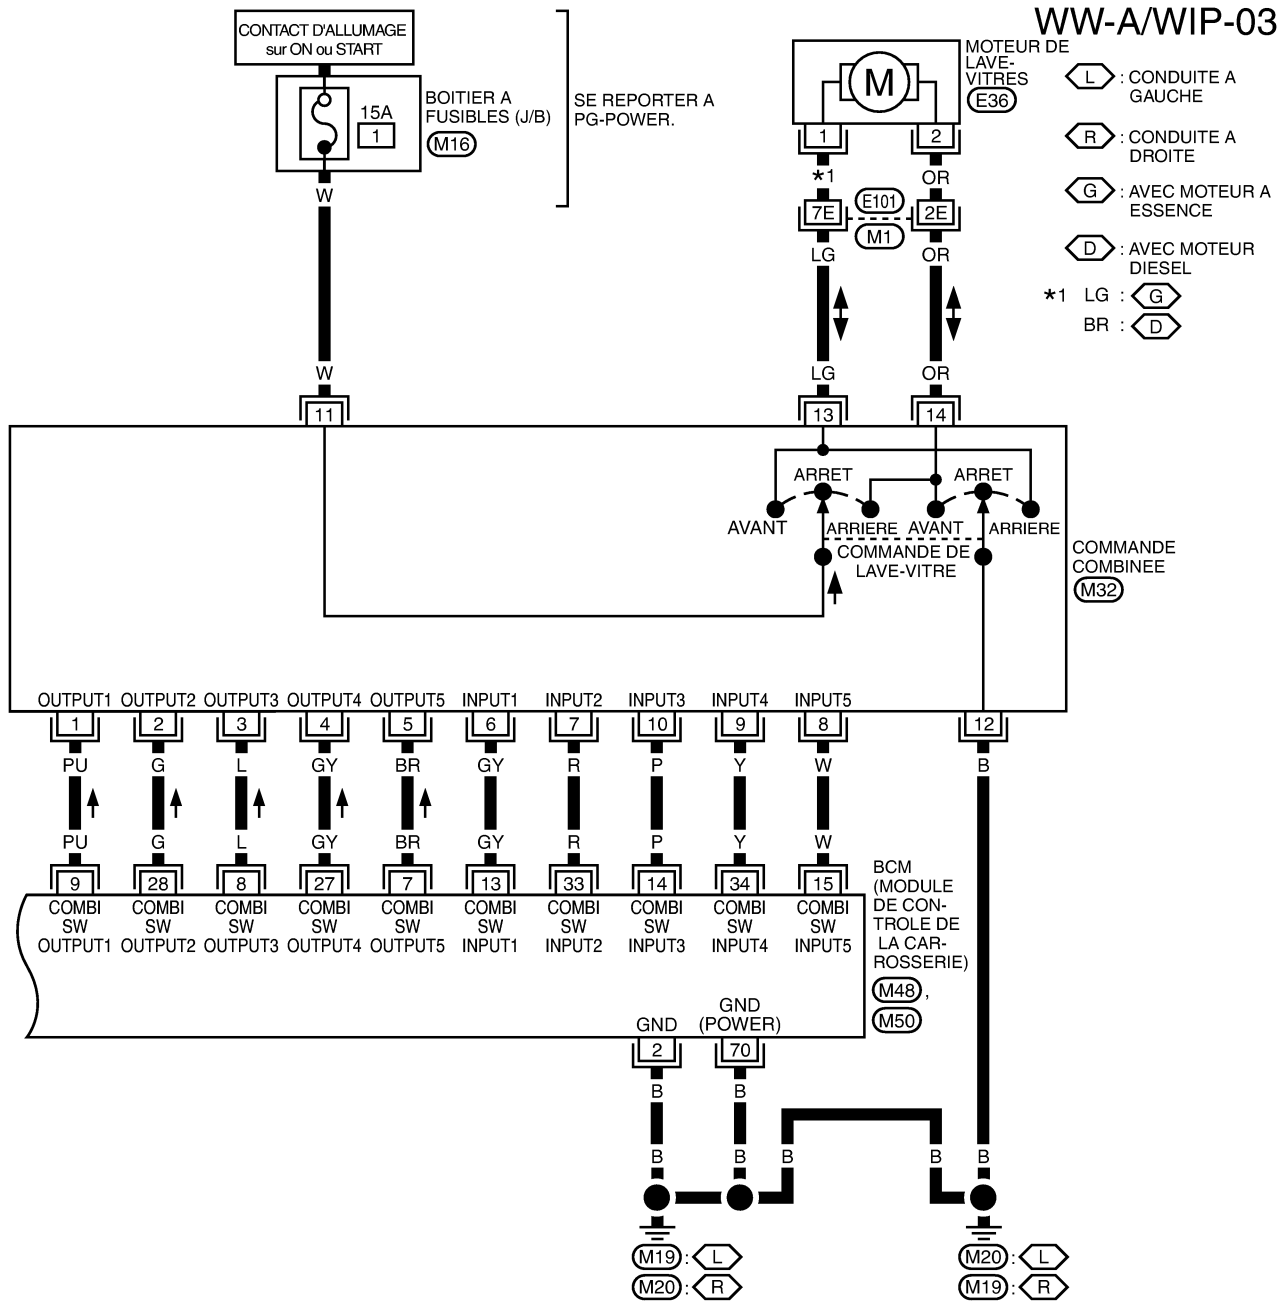 WW-A/WIP-03
CONTACT D'ALLUMAGE
sur ON ou START
15A
1
BOITIER A
FUSIBLES (J/B)
M16
SE REPORTER A
PG-POWER.
MOTEUR DE
LAVE-
VITRES
E36
M
1
2
*1
OR
7E
E101
2E
M1
LG
OR
LG
OR
L : CONDUITE A
GAUCHE
R : CONDUITE A
DROITE
G : AVEC MOTEUR A
ESSENCE
D : AVEC MOTEUR
DIESEL
*1 LG : G
BR : D
W
W
11
13
14
ARRET
ARRET
AVANT
ARRIERE
AVANT
ARRIERE
COMMANDE DE
LAVE-VITRE
COMMANDE
COMBINEE
M32
OUTPUT1 OUTPUT2 OUTPUT3 OUTPUT4 OUTPUT5 INPUT1 INPUT2 INPUT3 INPUT4 INPUT5
1 2 3 4 5 6 7 10 9 8 12
PU G L GY BR GY R P Y W B
PU G L GY BR GY R P Y W
9 28 8 27 7 13 33 14 34 15
COMBI COMBI COMBI COMBI COMBI COMBI COMBI COMBI COMBI COMBI
SW SW SW SW SW SW SW SW SW SW
OUTPUT1 OUTPUT2 OUTPUT3 OUTPUT4 OUTPUT5 INPUT1 INPUT2 INPUT3 INPUT4 INPUT5
BCM
(MODULE
DE CON-
TROLE DE
LA CAR-
ROSSERIE)
M48 ,
M50
GND
GND
(POWER)
2
70
B B
B B B B B
M19 : L
M20 : R
M20 : L
M19 : R